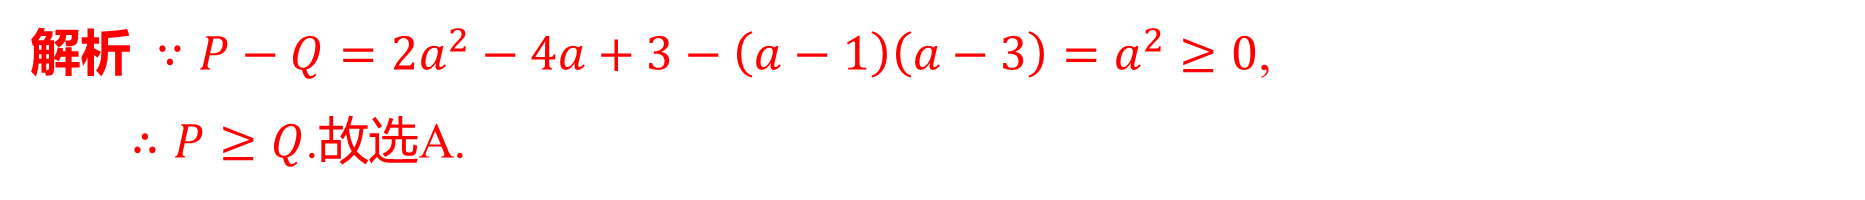 解析 ∵ P − Q = 2a² − 4a + 3 − (a − 1)(a − 3) = a² ≥ 0,
∴ P ≥ Q.故选A.